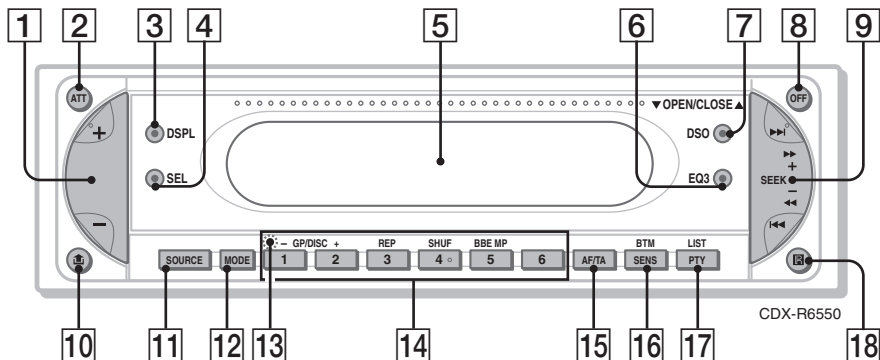 1 2 3 4 5 6 7 8 9
ATT OFF
▼OPEN/CLOSE▲
+ DSPL DSO ▶▶I
▶▶
+
SEL EQ3 SEEK
−
◀◀
− I◀◀
− GP/DISC + REP SHUF BBE MP BTM LIST
SOURCE MODE 1 2 3 4 5 6 AF/TA SENS PTY R
CDX-R6550
10 11 12 13 14 15 16 17 18